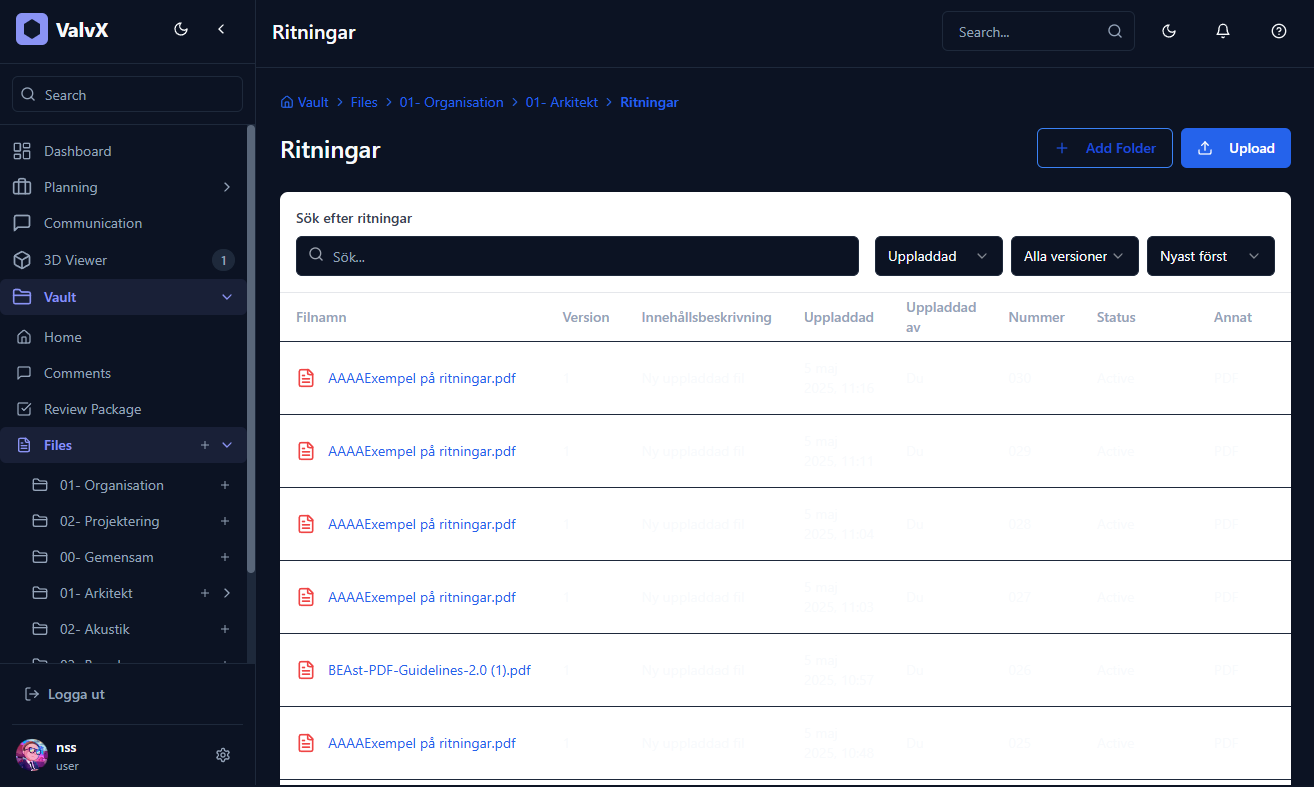 ValvX
Ritningar
Search...
Search
Vault
Files
01- Organisation
01- Arkitekt
Ritningar
Dashboard
Planning
Communication
3D Viewer
1
Vault
Home
Comments
Review Package
Files
01- Organisation
02- Projektering
00- Gemensam
01- Arkitekt
02- Akustik
Logga ut
nss
user
Ritningar
Add Folder
Upload
Sök efter ritningar
Sök...
Uppladdad
Alla versioner
Nyast först
Filnamn
Version
Innehållsbeskrivning
Uppladdad
Uppladdad
av
Nummer
Status
Annat
AAAAExempel på ritningar.pdf
1
Ny uppladdad fil
5 maj
2025, 11:16
Du
030
Active
PDF
AAAAExempel på ritningar.pdf
1
Ny uppladdad fil
5 maj
2025, 11:11
Du
029
Active
PDF
AAAAExempel på ritningar.pdf
1
Ny uppladdad fil
5 maj
2025, 11:04
Du
028
Active
PDF
AAAAExempel på ritningar.pdf
1
Ny uppladdad fil
5 maj
2025, 11:03
Du
027
Active
PDF
BEAst-PDF-Guidelines-2.0 (1).pdf
1
Ny uppladdad fil
5 maj
2025, 10:57
Du
026
Active
PDF
AAAAExempel på ritningar.pdf
1
Ny uppladdad fil
5 maj
2025, 10:48
Du
025
Active
PDF